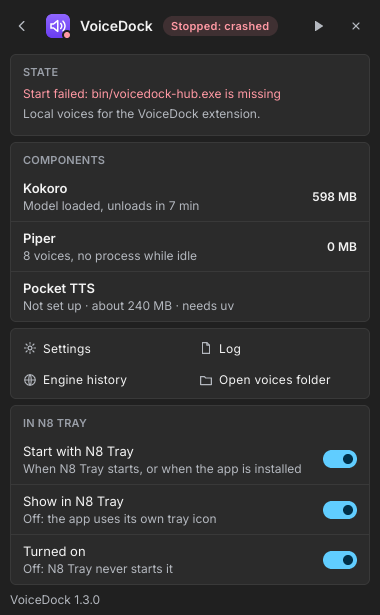 VoiceDock
Stopped: crashed
STATE
Start failed: bin/voicedock-hub.exe is missing
Local voices for the VoiceDock extension.
COMPONENTS
Kokoro
Model loaded, unloads in 7 min
598 MB
Piper
8 voices, no process while idle
0 MB
Pocket TTS
Not set up · about 240 MB · needs uv
Settings
Log
Engine history
Open voices folder
IN N8 TRAY
Start with N8 Tray
When N8 Tray starts, or when the app is installed
Show in N8 Tray
Off: the app uses its own tray icon
Turned on
Off: N8 Tray never starts it
VoiceDock 1.3.0